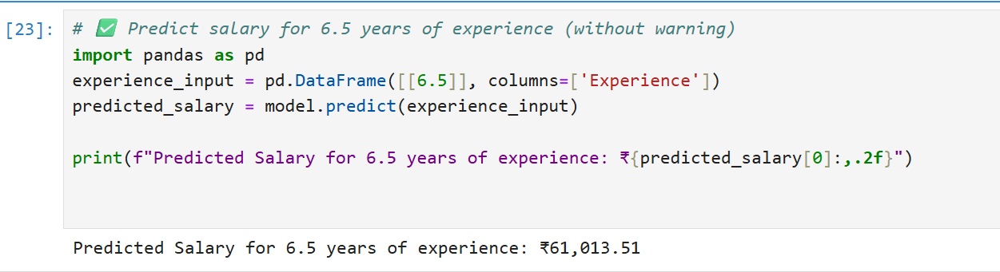 [23]: # ✅ Predict salary for 6.5 years of experience (without warning)
import pandas as pd
experience_input = pd.DataFrame([[6.5]], columns=['Experience'])
predicted_salary = model.predict(experience_input)
print(f"Predicted Salary for 6.5 years of experience: ₹{predicted_salary[0]:,.2f}")
Predicted Salary for 6.5 years of experience: ₹61,013.51